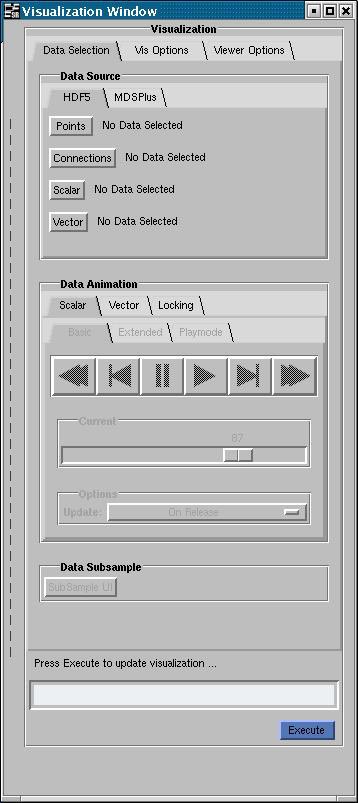 Visualization Window
Visualization
Data Selection Vis Options Viewer Options
Data Source
HDF5 MDSPlus
Points No Data Selected
Connections No Data Selected
Scalar No Data Selected
Vector No Data Selected
Data Animation
Scalar Vector Locking
Basic Extended Playmode
Current
87
Options
Update: On Release
Data Subsample
SubSample UI
Press Execute to update visualization ...
Execute